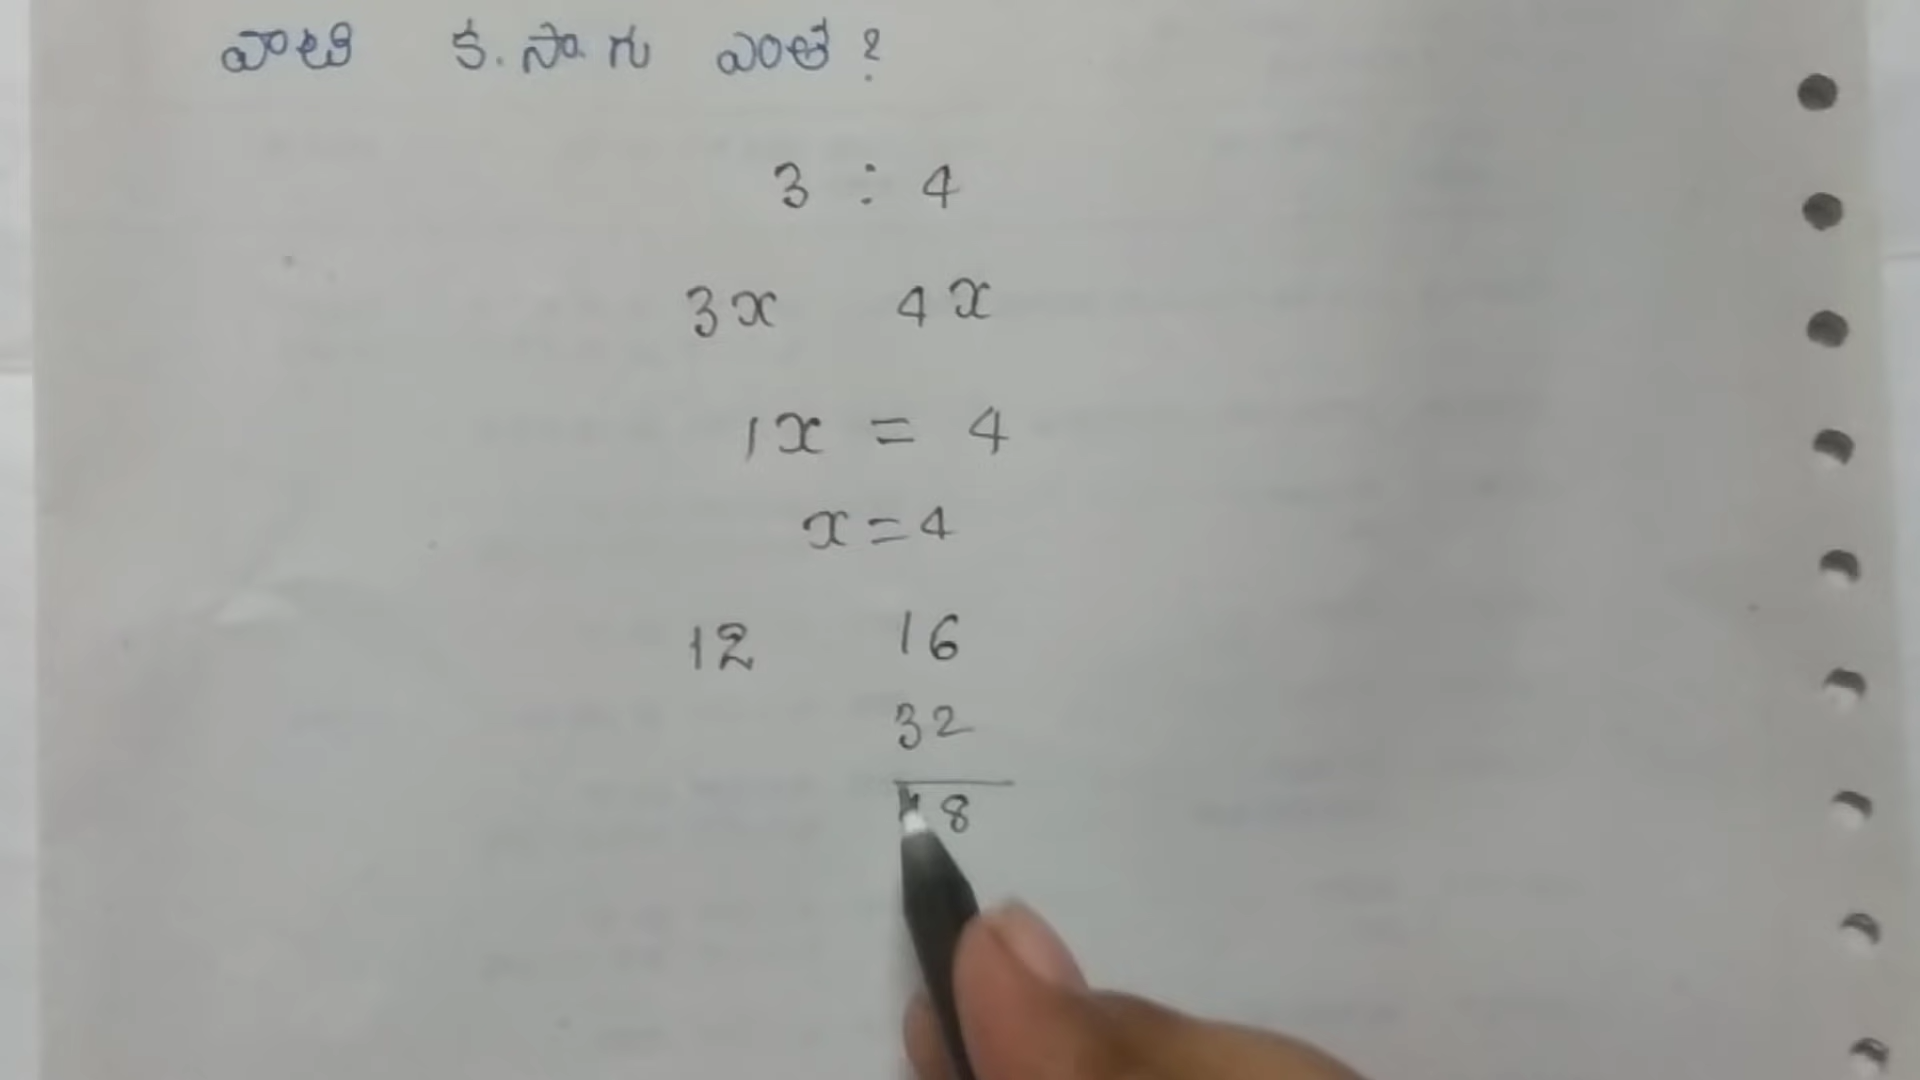 వాటి క.సా.గు ఎంత?
3 : 4
3x 4x
1x = 4
x = 4
12 16
32
8